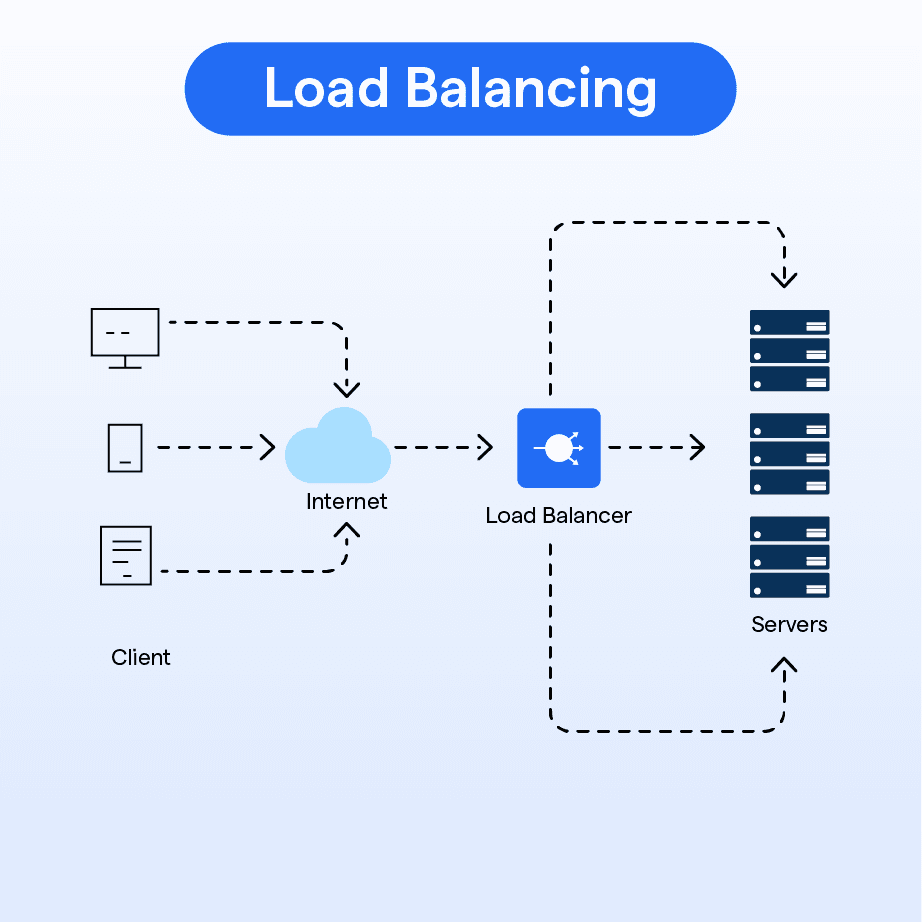 Load Balancing
Internet
Load Balancer
Servers
Client